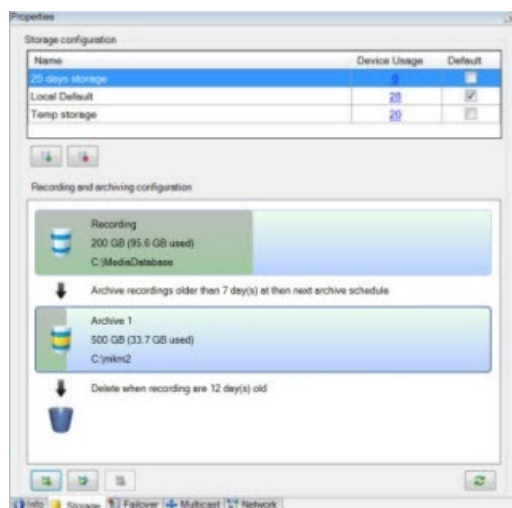 Properties
Storage configuration
Name Device Usage Default
25 days storage 0
Local Default 28
Temp storage 20
Recording and archiving configuration
Recording
200 GB (95.6 GB used)
C:\MediaDatabase
Archive recordings older than 7 day(s) at then next archive schedule
Archive 1
500 GB (33.7 GB used)
C:\mkm2
Delete when recording are 12 day(s) old
Info Storage Failover Multicast Network